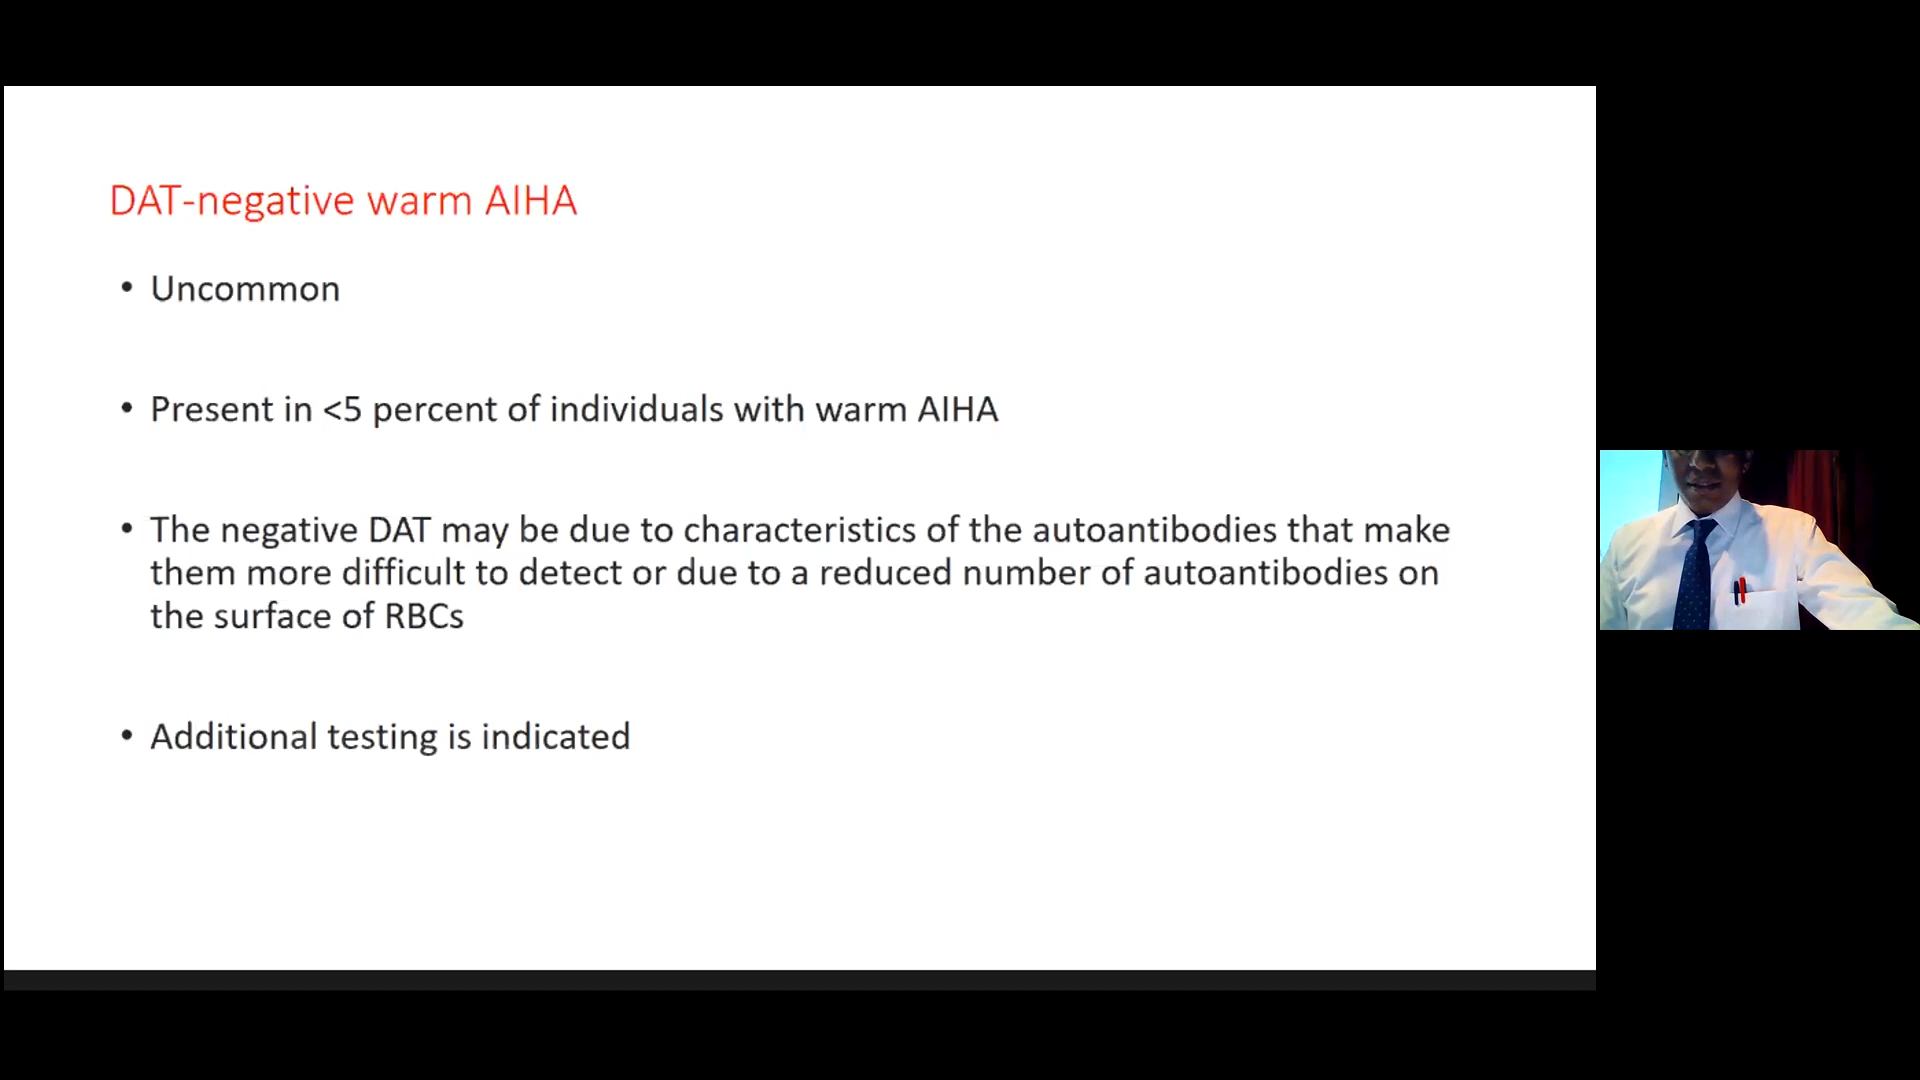 DAT-negative warm AIHA
• Uncommon
• Present in <5 percent of individuals with warm AIHA
• The negative DAT may be due to characteristics of the autoantibodies that make
them more difficult to detect or due to a reduced number of autoantibodies on
the surface of RBCs
• Additional testing is indicated